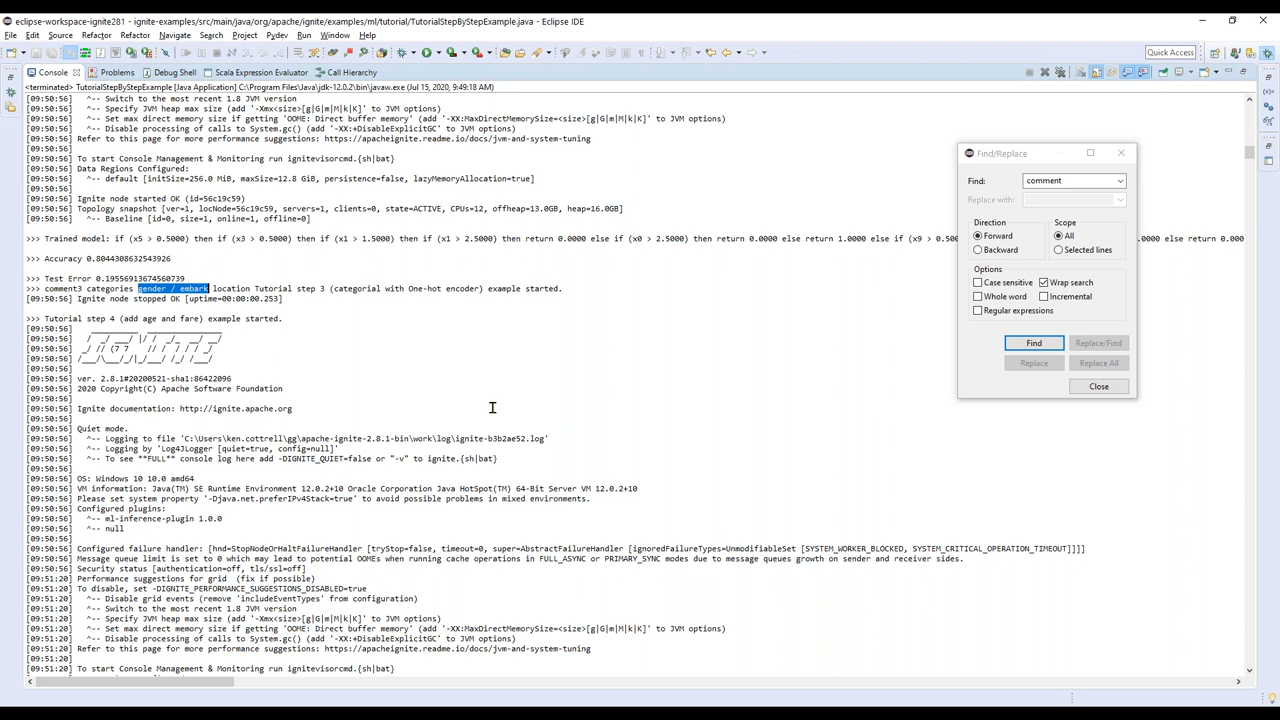 eclipse-workspace-ignite281 - ignite-examples/src/main/java/org/apache/ignite/examples/ml/tutorial/TutorialStepByStepExample.java - Eclipse IDE
File Edit Source Refactor Refactor Navigate Search Project Pydev Run Window Help
Quick Access
Console Problems Debug Shell Scala Expression Evaluator Call Hierarchy
<terminated> TutorialStepByStepExample [Java Application] C:\Program Files\Java\jdk-12.0.2\bin\javaw.exe (Jul 15, 2020, 9:49:18 AM)
[09:50:56]   ^-- Switch to the most recent 1.8 JVM version
[09:50:56]   ^-- Specify JVM heap max size (add '-Xmx<size>[g|G|m|M|k|K]' to JVM options)
[09:50:56]   ^-- Set max direct memory size if getting 'OOME: Direct buffer memory' (add '-XX:MaxDirectMemorySize=<size>[g|G|m|M|k|K]' to JVM options)
[09:50:56]   ^-- Disable processing of calls to System.gc() (add '-XX:+DisableExplicitGC' to JVM options)
[09:50:56] Refer to this page for more performance suggestions: https://apacheignite.readme.io/docs/jvm-and-system-tuning
[09:50:56]
[09:50:56] To start Console Management & Monitoring run ignitevisorcmd.{sh|bat}
[09:50:56] Data Regions Configured:
[09:50:56]   ^-- default [initSize=256.0 MiB, maxSize=12.8 GiB, persistence=false, lazyMemoryAllocation=true]
[09:50:56]
[09:50:56] Ignite node started OK (id=56c19c59)
[09:50:56] Topology snapshot [ver=1, locNode=56c19c59, servers=1, clients=0, state=ACTIVE, CPUs=12, offheap=13.0GB, heap=16.0GB]
[09:50:56]   ^-- Baseline [id=0, size=1, online=1, offline=0]
>>> Trained model: if (x5 > 0.5000) then if (x3 > 0.5000) then if (x1 > 1.5000) then if (x1 > 2.5000) then return 0.0000 else if (x0 > 2.5000) then return 0.0000 else return 1.0000 else if (x9 > 0.500
>>> Accuracy 0.8044308632543926
>>> Test Error 0.19556913674560739
>>> comment3 categories gender / embark location Tutorial step 3 (categorial with One-hot encoder) example started.
[09:50:56] Ignite node stopped OK [uptime=00:00:00.253]
>>> Tutorial step 4 (add age and fare) example started.
[09:50:56]    __________  ________________
[09:50:56]   /  _/ ___/ |/ /  _/_  __/ __/
[09:50:56]  _/ // (7 7    // /  / / / _/
[09:50:56] /___/\___/_/|_/___/ /_/ /___/
[09:50:56]
[09:50:56] ver. 2.8.1#20200521-sha1:86422096
[09:50:56] 2020 Copyright(C) Apache Software Foundation
[09:50:56]
[09:50:56] Ignite documentation: http://ignite.apache.org
[09:50:56]
[09:50:56] Quiet mode.
[09:50:56]   ^-- Logging to file 'C:\Users\ken.cottrell\gg\apache-ignite-2.8.1-bin\work\log\ignite-b3b2ae52.log'
[09:50:56]   ^-- Logging by 'Log4JLogger [quiet=true, config=null]'
[09:50:56]   ^-- To see **FULL** console log here add -DIGNITE_QUIET=false or "-v" to ignite.{sh|bat}
[09:50:56]
[09:50:56] OS: Windows 10 10.0 amd64
[09:50:56] VM information: Java(TM) SE Runtime Environment 12.0.2+10 Oracle Corporation Java HotSpot(TM) 64-Bit Server VM 12.0.2+10
[09:50:56] Please set system property '-Djava.net.preferIPv4Stack=true' to avoid possible problems in mixed environments.
[09:50:56] Configured plugins:
[09:50:56]   ^-- ml-inference-plugin 1.0.0
[09:50:56]   ^-- null
[09:50:56]
[09:50:56] Configured failure handler: [hnd=StopNodeOrHaltFailureHandler [tryStop=false, timeout=0, super=AbstractFailureHandler [ignoredFailureTypes=UnmodifiableSet [SYSTEM_WORKER_BLOCKED, SYSTEM_CRITICAL_OPERATION_TIMEOUT]]]]
[09:50:56] Message queue limit is set to 0 which may lead to potential OOMEs when running cache operations in FULL_ASYNC or PRIMARY_SYNC modes due to message queues growth on sender and receiver sides.
[09:50:56] Security status [authentication=off, tls/ssl=off]
[09:51:20] Performance suggestions for grid  (fix if possible)
[09:51:20] To disable, set -DIGNITE_PERFORMANCE_SUGGESTIONS_DISABLED=true
[09:51:20]   ^-- Disable grid events (remove 'includeEventTypes' from configuration)
[09:51:20]   ^-- Switch to the most recent 1.8 JVM version
[09:51:20]   ^-- Specify JVM heap max size (add '-Xmx<size>[g|G|m|M|k|K]' to JVM options)
[09:51:20]   ^-- Set max direct memory size if getting 'OOME: Direct buffer memory' (add '-XX:MaxDirectMemorySize=<size>[g|G|m|M|k|K]' to JVM options)
[09:51:20]   ^-- Disable processing of calls to System.gc() (add '-XX:+DisableExplicitGC' to JVM options)
[09:51:20] Refer to this page for more performance suggestions: https://apacheignite.readme.io/docs/jvm-and-system-tuning
[09:51:20]
[09:51:20] To start Console Management & Monitoring run ignitevisorcmd.{sh|bat}
Find/Replace
Find: comment
Replace with:
Direction Scope
Forward All
Backward Selected lines
Options
Case sensitive Wrap search
Whole word Incremental
Regular expressions
Find Replace/Find
Replace Replace All
Close